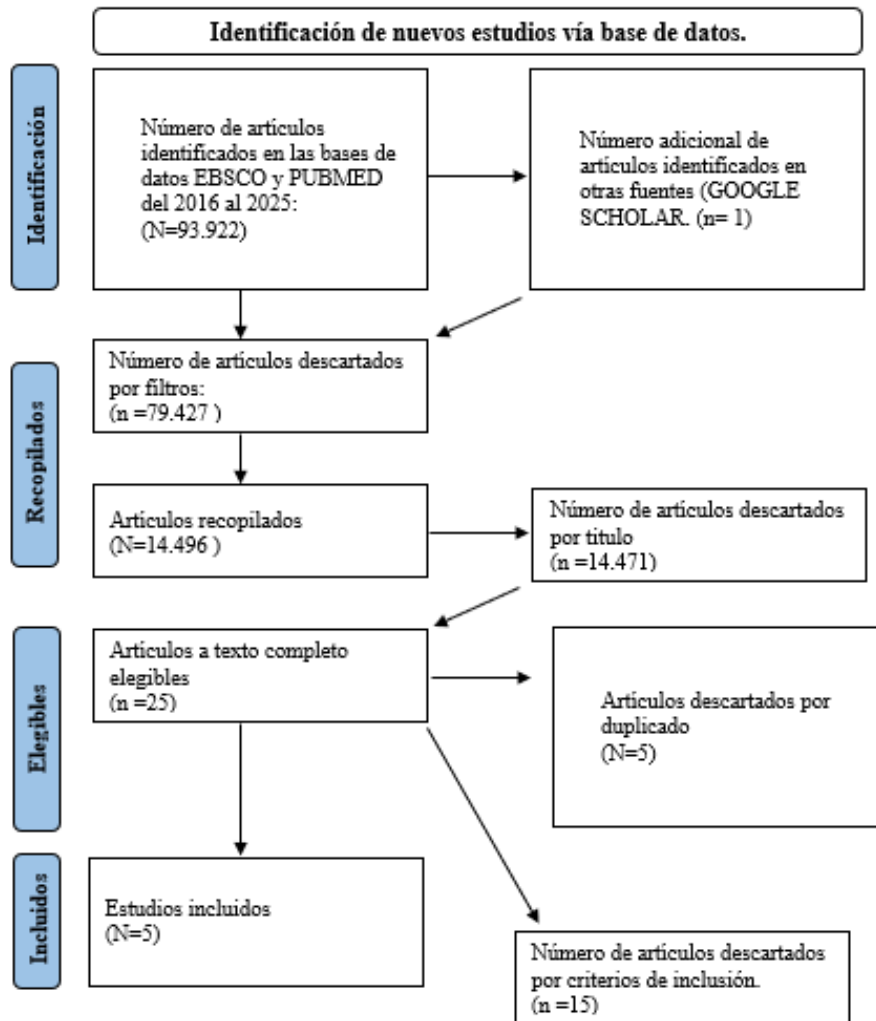 Identificación de nuevos estudios vía base de datos.
Identificación
Número de artículos
identificados en las bases de
datos EBSCO y PUBMED
del 2016 al 2025:
(N=93.922)
Número adicional de
artículos identificados en
otras fuentes (GOOGLE
SCHOLAR. (n= 1)
Recopilados
Número de artículos descartados
por filtros:
(n =79.427 )
Artículos recopilados
(N=14.496 )
Número de artículos descartados
por titulo
(n =14.471)
Elegibles
Artículos a texto completo
elegibles
(n =25)
Artículos descartados por
duplicado
(N=5)
Incluidos
Estudios incluidos
(N=5)
Número de artículos descartados
por criterios de inclusión.
(n =15)